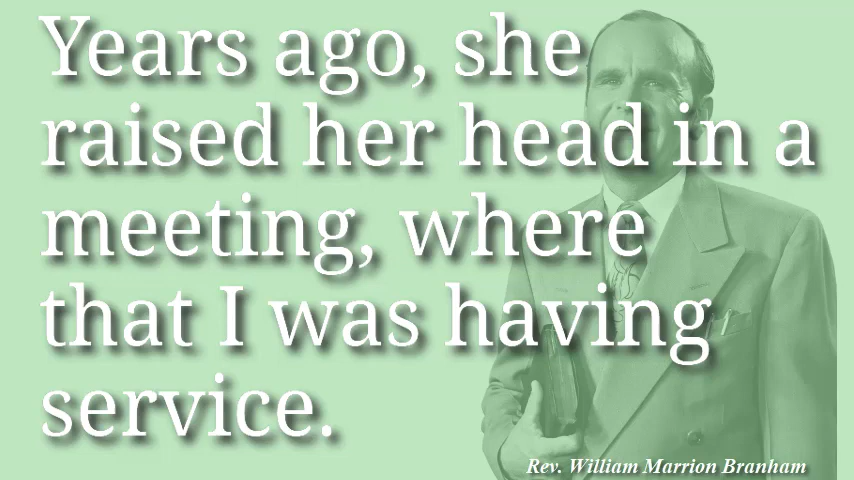 Years ago, she
raised her head in a
meeting, where
that I was having
service.
Rev. William Marrion Branham